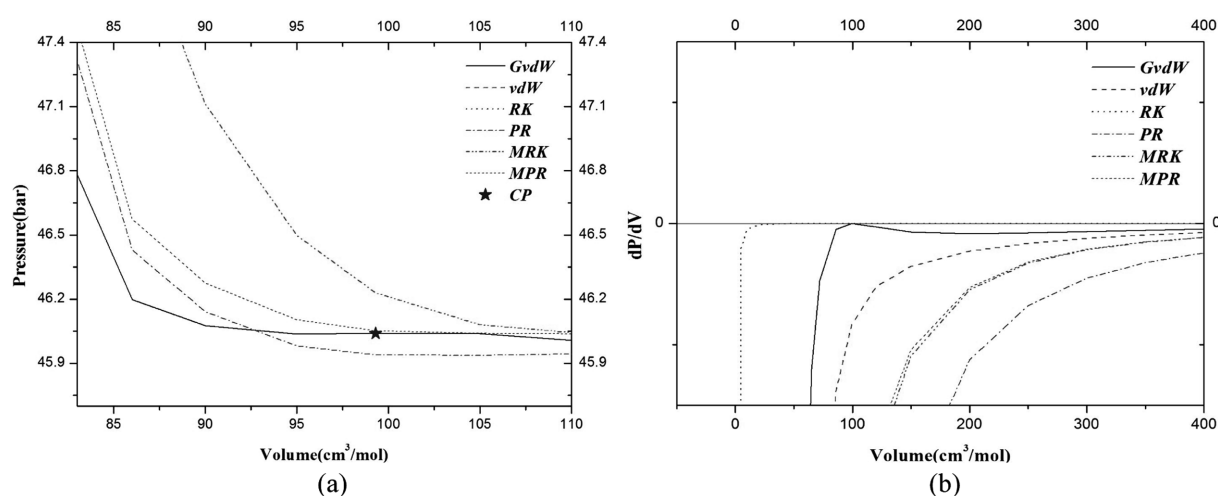 85 90 95 100 105 110
47.4 47.4
47.1 47.1
46.8 46.8
46.5 46.5
46.2 46.2
45.9 45.9
Pressure(bar)
GvdW
vdW
RK
PR
MRK
MPR
CP
85 90 95 100 105 110
Volume(cm³/mol)
(a)
0 100 200 300 400
0 0
dP/dV
GvdW
vdW
RK
PR
MRK
MPR
0 100 200 300 400
Volume(cm³/mol)
(b)